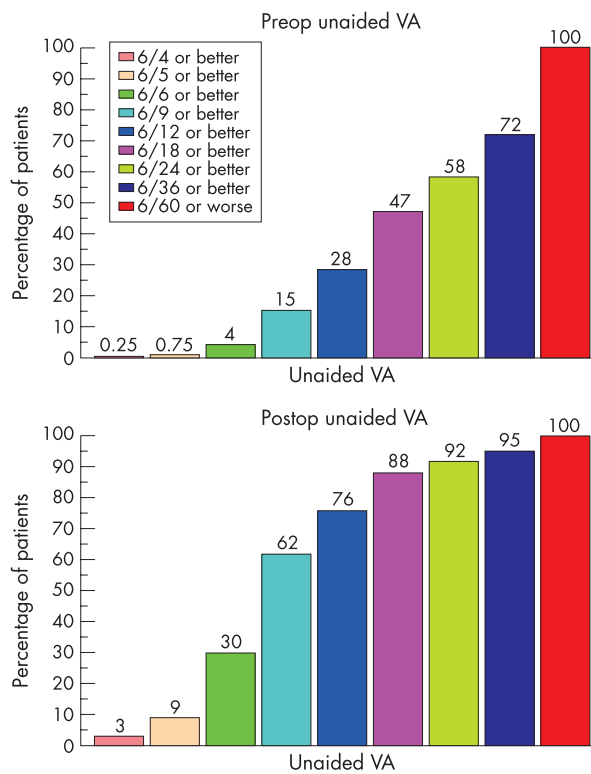 Preop unaided VA
Percentage of patients
100
90
80
70
60
50
40
30
20
10
0
6/4 or better
6/5 or better
6/6 or better
6/9 or better
6/12 or better
6/18 or better
6/24 or better
6/36 or better
6/60 or worse
0.25
0.75
4
15
28
47
58
72
100
Unaided VA
Postop unaided VA
Percentage of patients
100
90
80
70
60
50
40
30
20
10
0
3
9
30
62
76
88
92
95
100
Unaided VA